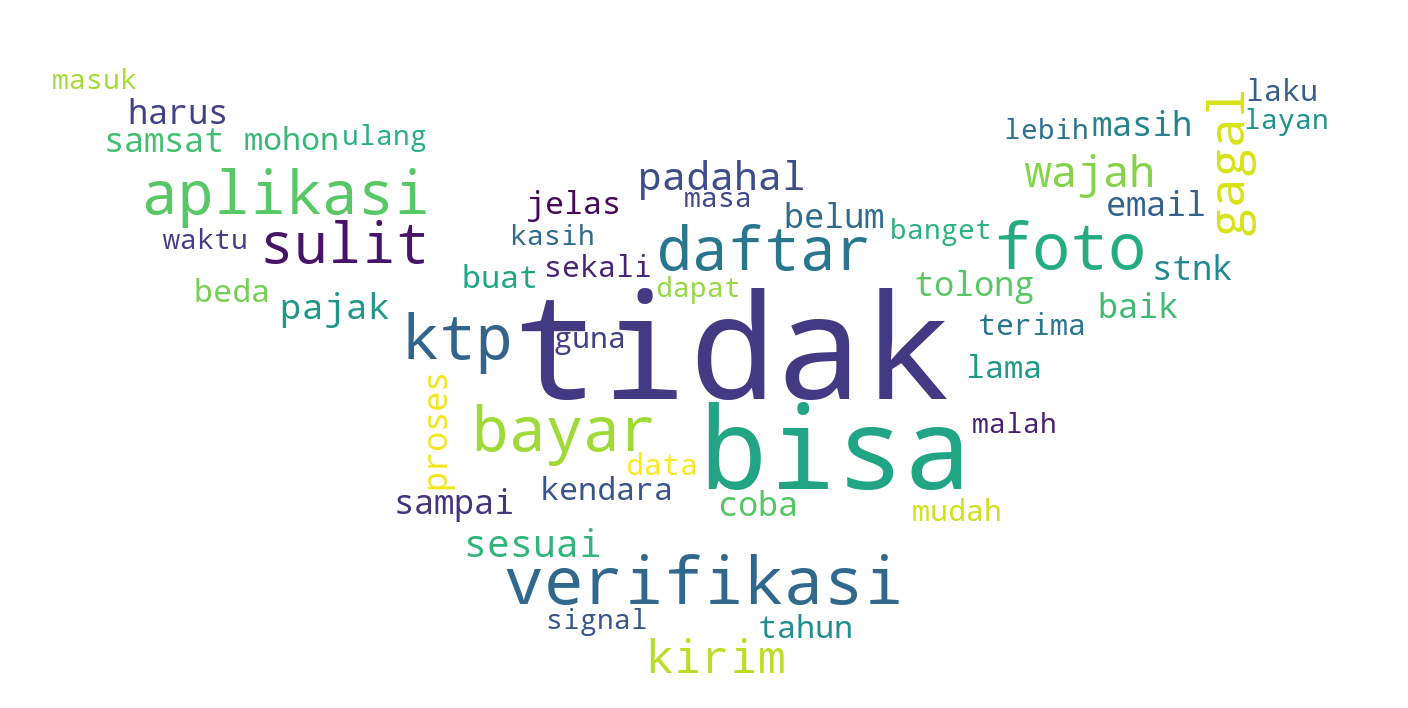 masuk
laku
harus
layan
samsat
mohon
ulang
lebih
masih
gagal
aplikasi
padahal
wajah
masa
jelas
email
waktu
sulit
kasih
belum
daftar
banget
foto
sekali
stnk
buat
beda
dapat
tolong
pajak
baik
ktp
guna
tidak
terima
lama
proses
bayar
bisa
malah
data
kendara
sampai
coba
mudah
sesuai
verifikasi
signal
tahun
kirim